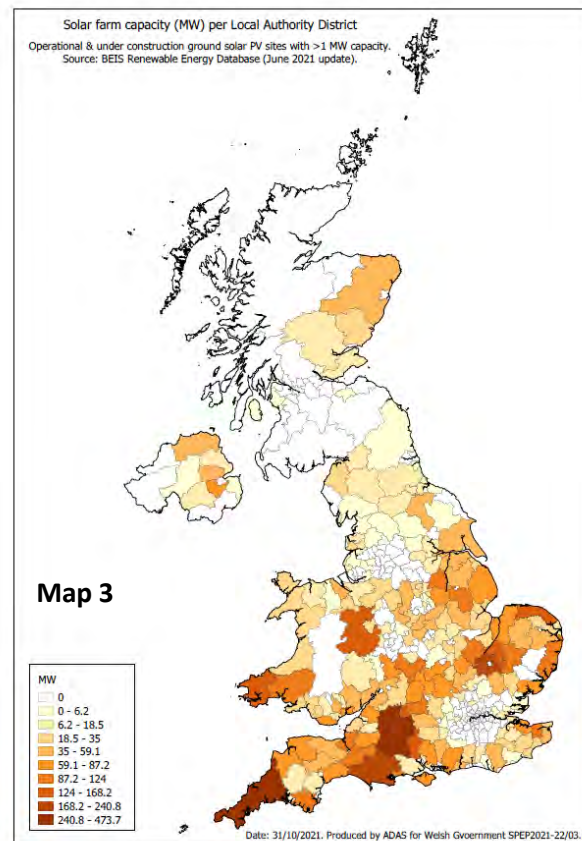 Solar farm capacity (MW) per Local Authority District
Operational & under construction ground solar PV sites with >1 MW capacity.
Source: BEIS Renewable Energy Database (June 2021 update).
Map 3
MW
0
0 - 6.2
6.2 - 18.5
18.5 - 35
35 - 59.1
59.1 - 87.2
87.2 - 124
124 - 168.2
168.2 - 240.8
240.8 - 473.7
Date: 31/10/2021. Produced by ADAS for Welsh Gvoernment SPEP2021-22/03.